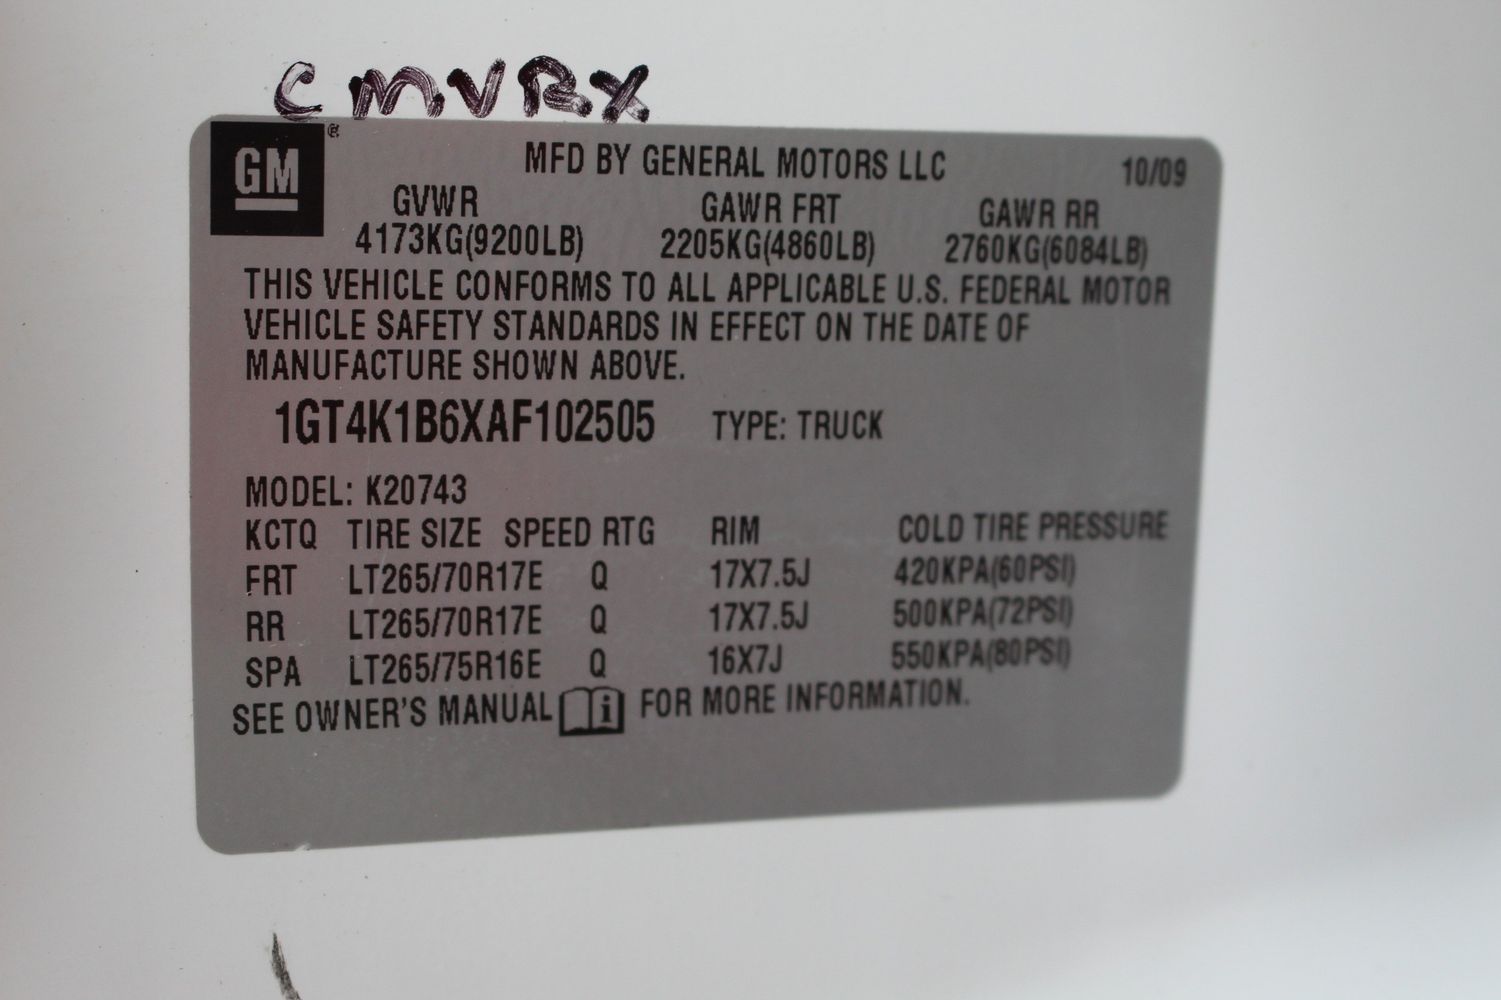 CMVRX
GM® MFD BY GENERAL MOTORS LLC 10/09
GVWR GAWR FRT GAWR RR
4173KG(9200LB) 2205KG(4860LB) 2760KG(6084LB)
THIS VEHICLE CONFORMS TO ALL APPLICABLE U.S. FEDERAL MOTOR
VEHICLE SAFETY STANDARDS IN EFFECT ON THE DATE OF
MANUFACTURE SHOWN ABOVE.
1GT4K1B6XAF102505 TYPE: TRUCK
MODEL: K20743
KCTQ TIRE SIZE SPEED RTG RIM COLD TIRE PRESSURE
FRT LT265/70R17E Q 17X7.5J 420KPA(60PSI)
RR LT265/70R17E Q 17X7.5J 500KPA(72PSI)
SPA LT265/75R16E Q 16X7J 550KPA(80PSI)
SEE OWNER'S MANUAL i FOR MORE INFORMATION.